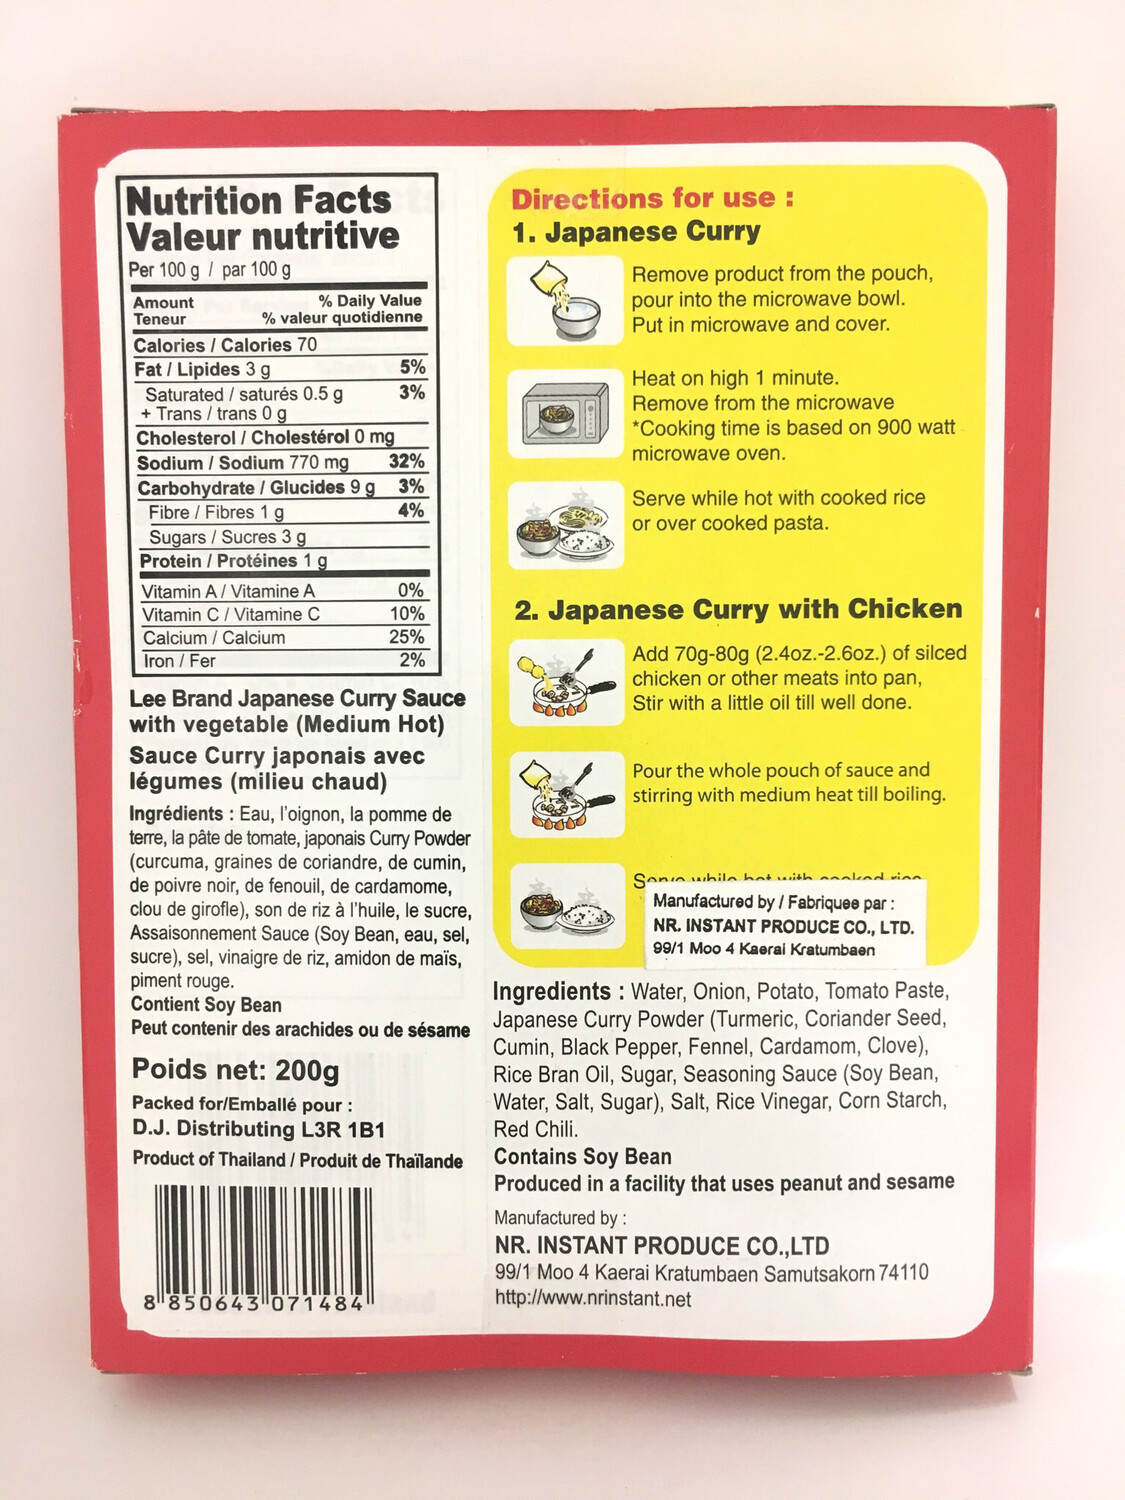 Nutrition Facts
Valeur nutritive
Per 100 g / par 100 g
Amount % Daily Value
Teneur % valeur quotidienne
Calories / Calories 70
Fat / Lipides 3 g 5%
Saturated / saturés 0.5 g 3%
+ Trans / trans 0 g
Cholesterol / Cholestérol 0 mg
Sodium / Sodium 770 mg 32%
Carbohydrate / Glucides 9 g 3%
Fibre / Fibres 1 g 4%
Sugars / Sucres 3 g
Protein / Protéines 1 g
Vitamin A / Vitamine A 0%
Vitamin C / Vitamine C 10%
Calcium / Calcium 25%
Iron / Fer 2%
Lee Brand Japanese Curry Sauce
with vegetable (Medium Hot)
Sauce Curry japonais avec
légumes (milieu chaud)
Ingrédients : Eau, l'oignon, la pomme de
terre, la pâte de tomate, japonais Curry Powder
(curcuma, graines de coriandre, de cumin,
de poivre noir, de fenouil, de cardamome,
clou de girofle), son de riz à l'huile, le sucre,
Assaisonnement Sauce (Soy Bean, eau, sel,
sucre), sel, vinaigre de riz, amidon de maïs,
piment rouge.
Contient Soy Bean
Peut contenir des arachides ou de sésame
Poids net: 200g
Packed for/Emballé pour :
D.J. Distributing L3R 1B1
Product of Thailand / Produit de Thaïlande
8 850643 071484
Directions for use :
1. Japanese Curry
Remove product from the pouch,
pour into the microwave bowl.
Put in microwave and cover.
Heat on high 1 minute.
Remove from the microwave
*Cooking time is based on 900 watt
microwave oven.
Serve while hot with cooked rice
or over cooked pasta.
2. Japanese Curry with Chicken
Add 70g-80g (2.4oz.-2.6oz.) of silced
chicken or other meats into pan,
Stir with a little oil till well done.
Pour the whole pouch of sauce and
stirring with medium heat till boiling.
Serve while hot with cooked rice
Manufactured by / Fabriquee par :
NR. INSTANT PRODUCE CO., LTD.
99/1 Moo 4 Kaerai Kratumbaen
Ingredients : Water, Onion, Potato, Tomato Paste,
Japanese Curry Powder (Turmeric, Coriander Seed,
Cumin, Black Pepper, Fennel, Cardamom, Clove),
Rice Bran Oil, Sugar, Seasoning Sauce (Soy Bean,
Water, Salt, Sugar), Salt, Rice Vinegar, Corn Starch,
Red Chili.
Contains Soy Bean
Produced in a facility that uses peanut and sesame
Manufactured by :
NR. INSTANT PRODUCE CO.,LTD
99/1 Moo 4 Kaerai Kratumbaen Samutsakorn 74110
http://www.nrinstant.net